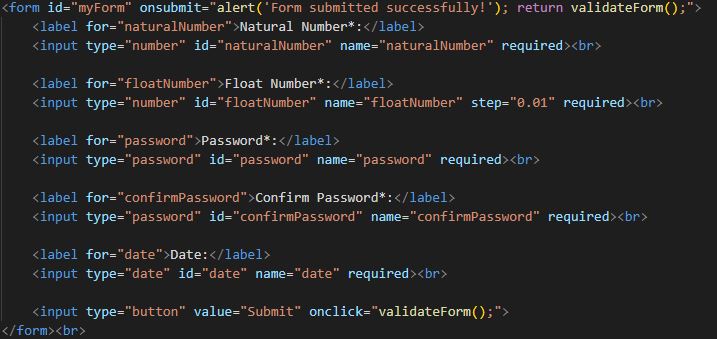 <form id="myForm" onsubmit="alert('Form submitted successfully!'); return validateForm();">
<label for="naturalNumber">Natural Number*:</label>
<input type="number" id="naturalNumber" name="naturalNumber" required><br>
<label for="floatNumber">Float Number*:</label>
<input type="number" id="floatNumber" name="floatNumber" step="0.01" required><br>
<label for="password">Password*:</label>
<input type="password" id="password" name="password" required><br>
<label for="confirmPassword">Confirm Password*:</label>
<input type="password" id="confirmPassword" name="confirmPassword" required><br>
<label for="date">Date:</label>
<input type="date" id="date" name="date" required><br>
<input type="button" value="Submit" onclick="validateForm();">
</form><br>